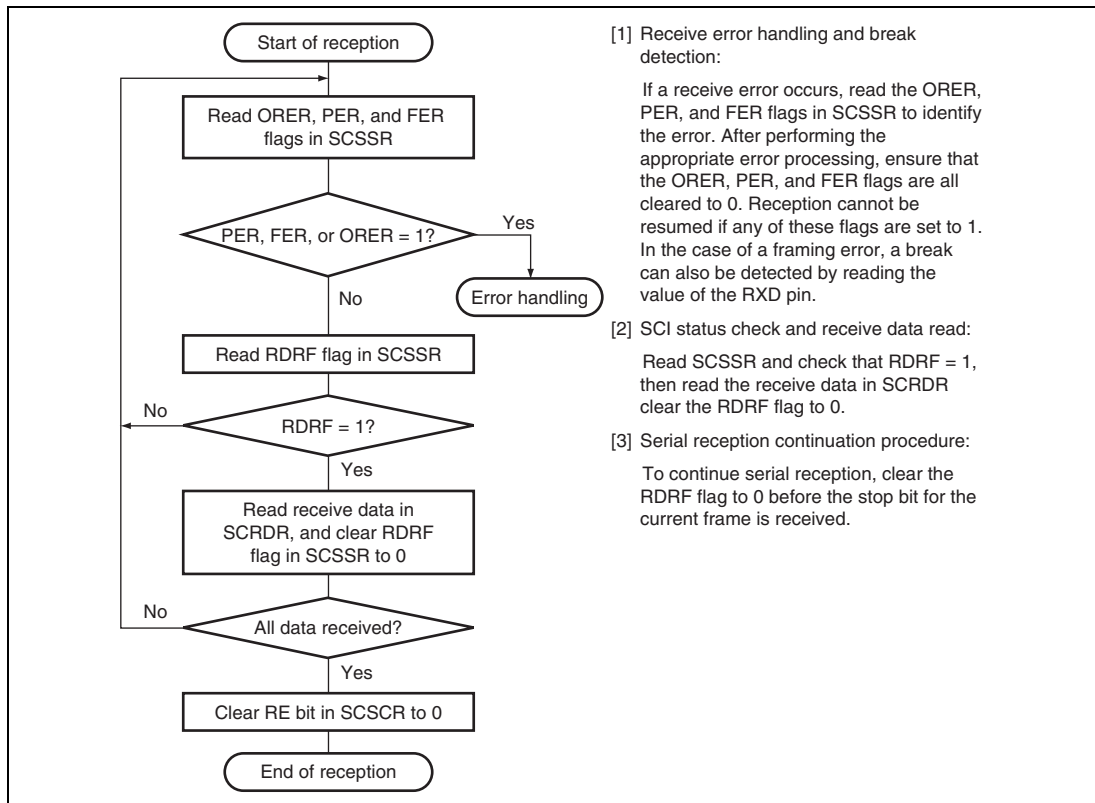 Start of reception
Read ORER, PER, and FER
flags in SCSSR
PER, FER, or ORER = 1?
Yes
Error handling
No
Read RDRF flag in SCSSR
No
RDRF = 1?
Yes
Read receive data in
SCRDR, and clear RDRF
flag in SCSSR to 0
No
All data received?
Yes
Clear RE bit in SCSCR to 0
End of reception
[1] Receive error handling and break
detection:
If a receive error occurs, read the ORER,
PER, and FER flags in SCSSR to identify
the error. After performing the
appropriate error processing, ensure that
the ORER, PER, and FER flags are all
cleared to 0. Reception cannot be
resumed if any of these flags are set to 1.
In the case of a framing error, a break
can also be detected by reading the
value of the RXD pin.
[2] SCI status check and receive data read:
Read SCSSR and check that RDRF = 1,
then read the receive data in SCRDR
clear the RDRF flag to 0.
[3] Serial reception continuation procedure:
To continue serial reception, clear the
RDRF flag to 0 before the stop bit for the
current frame is received.